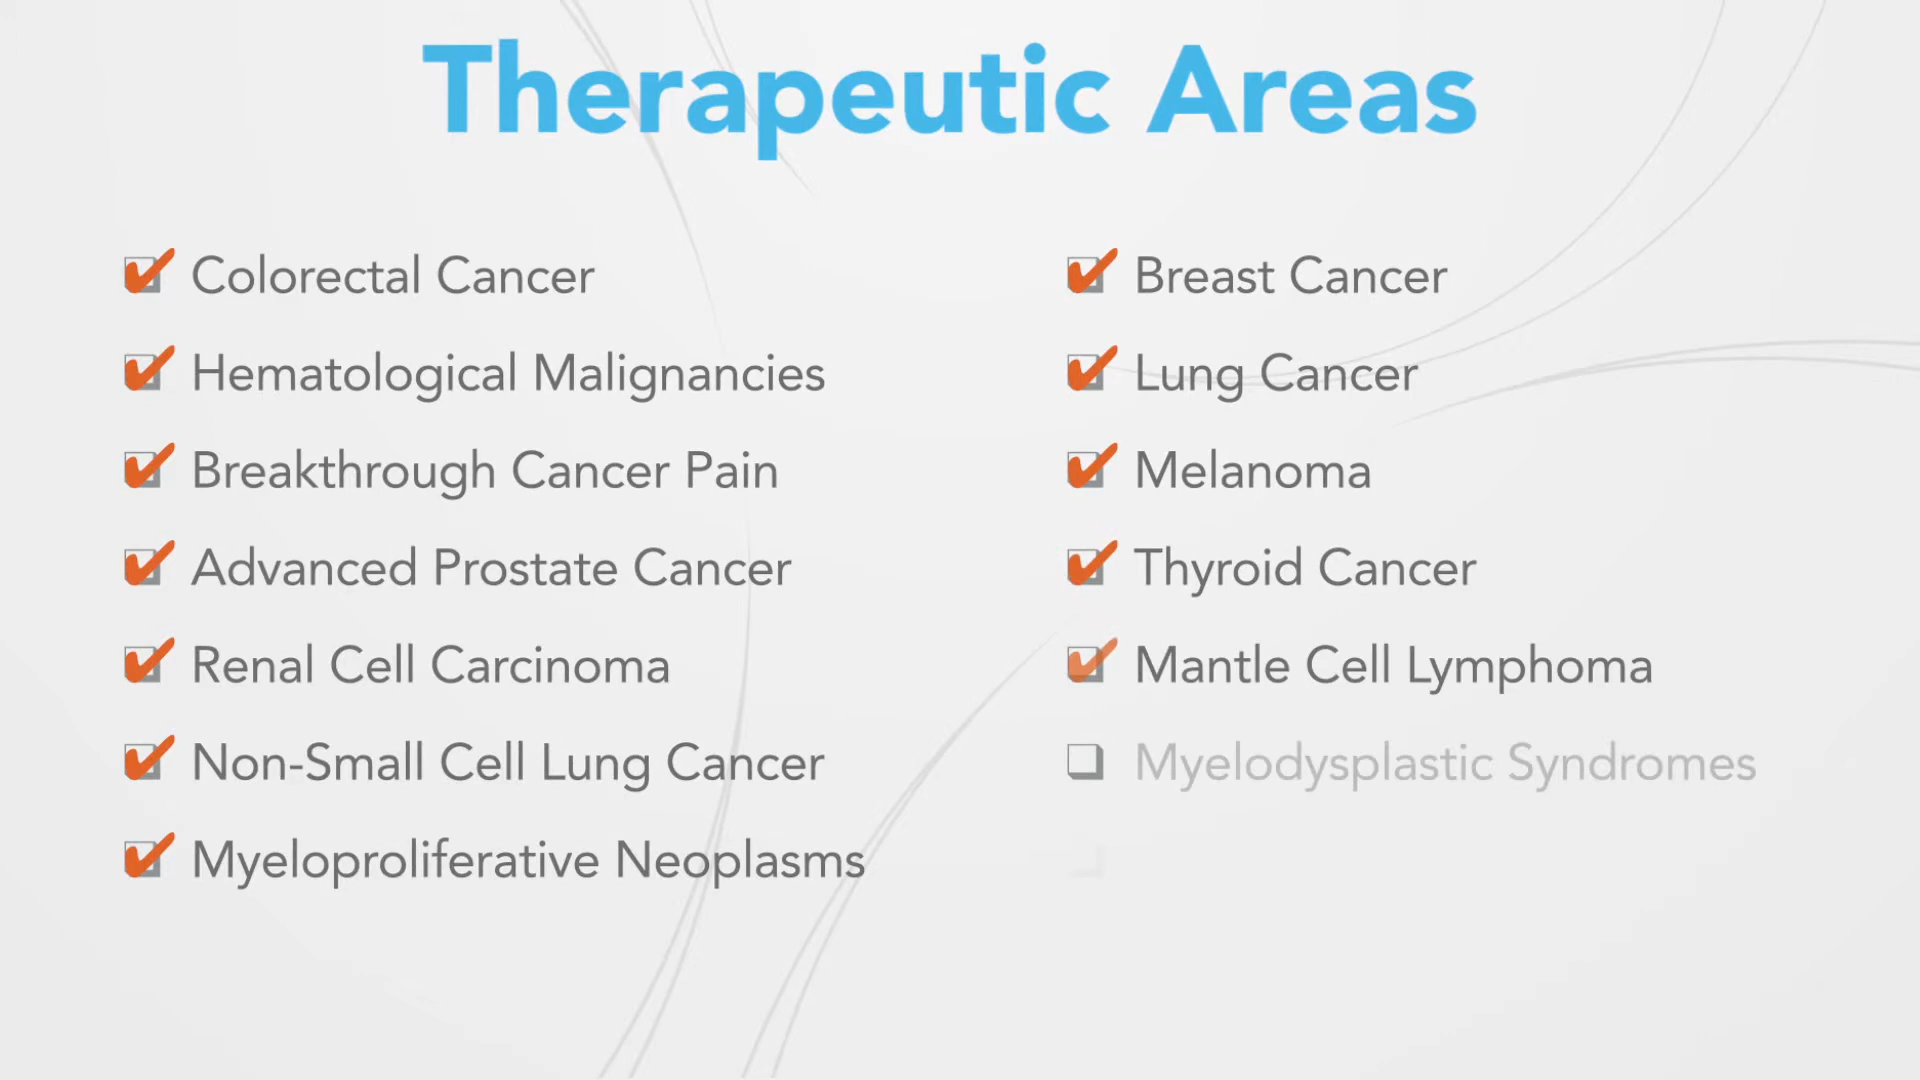 Therapeutic Areas
Colorectal Cancer
Hematological Malignancies
Breakthrough Cancer Pain
Advanced Prostate Cancer
Renal Cell Carcinoma
Non-Small Cell Lung Cancer
Myeloproliferative Neoplasms
Breast Cancer
Lung Cancer
Melanoma
Thyroid Cancer
Mantle Cell Lymphoma
Myelodysplastic Syndromes